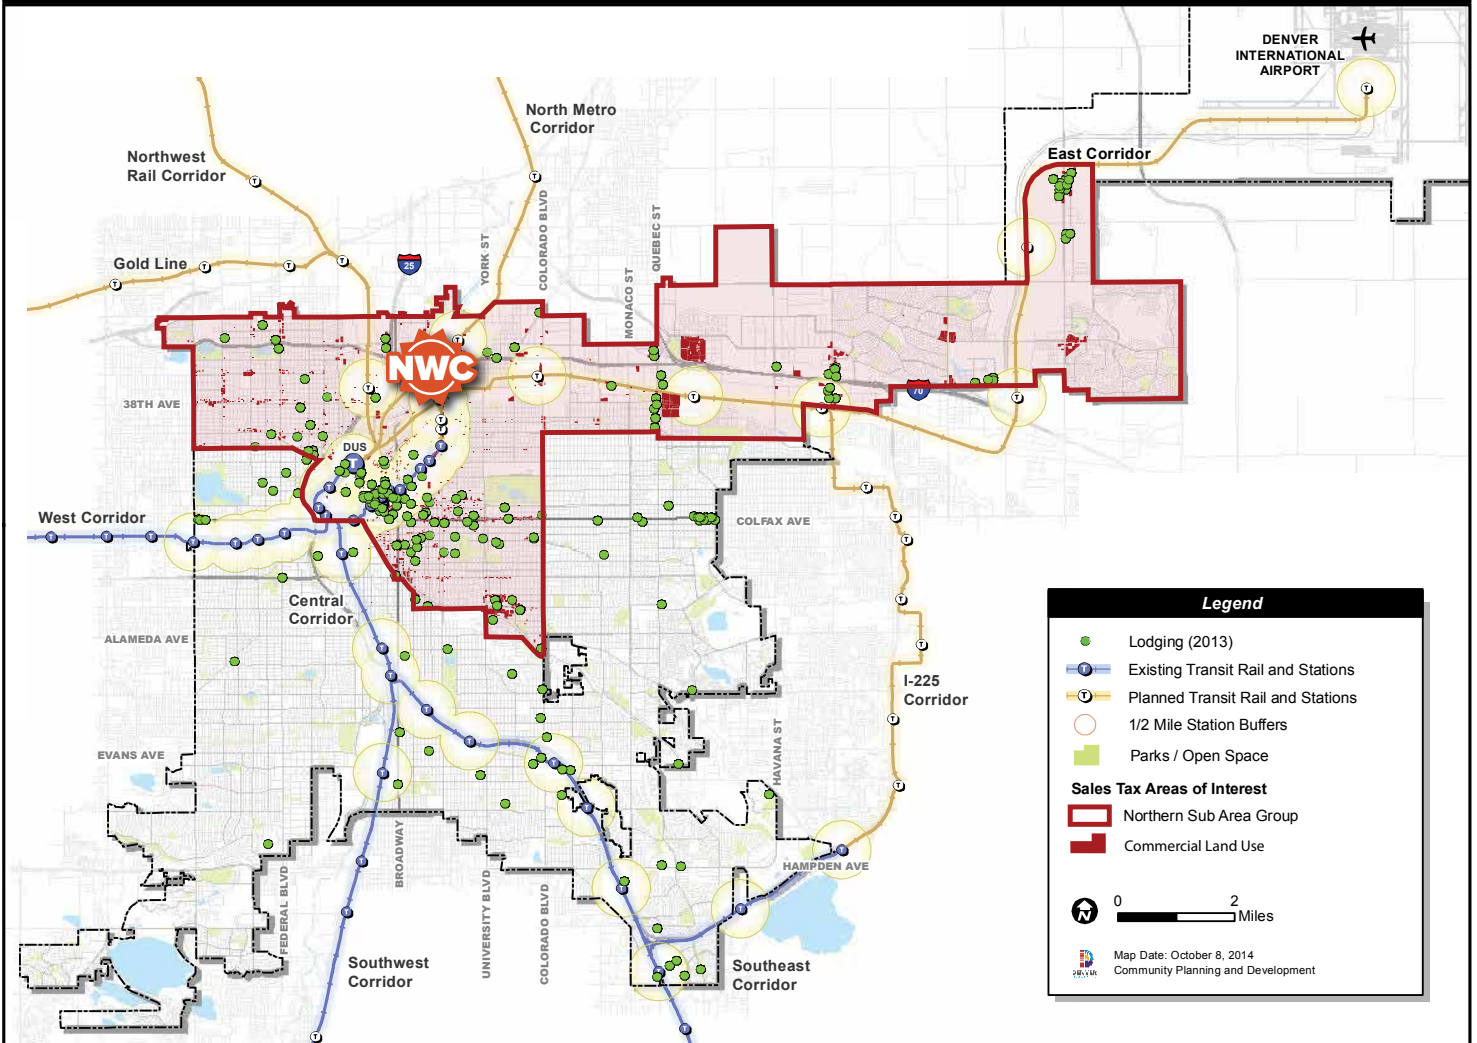 DENVER
INTERNATIONAL
AIRPORT
North Metro
Corridor
Northwest
Rail Corridor
East Corridor
Gold Line
25
YORK ST
COLORADO BLVD
QUEBEC ST
MONACO ST
NWC
38TH AVE
70
DUS
T
West Corridor
COLFAX AVE
Central
Corridor
ALAMEDA AVE
I-225
Corridor
EVANS AVE
HAVANA ST
BROADWAY
HAMPDEN AVE
FEDERAL BLVD
UNIVERSITY BLVD
COLORADO BLVD
Southwest
Corridor
Southeast
Corridor
Legend
Lodging (2013)
T Existing Transit Rail and Stations
T Planned Transit Rail and Stations
1/2 Mile Station Buffers
Parks / Open Space
Sales Tax Areas of Interest
Northern Sub Area Group
Commercial Land Use
N
0 2
Miles
Map Date: October 8, 2014
Community Planning and Development
DENVER